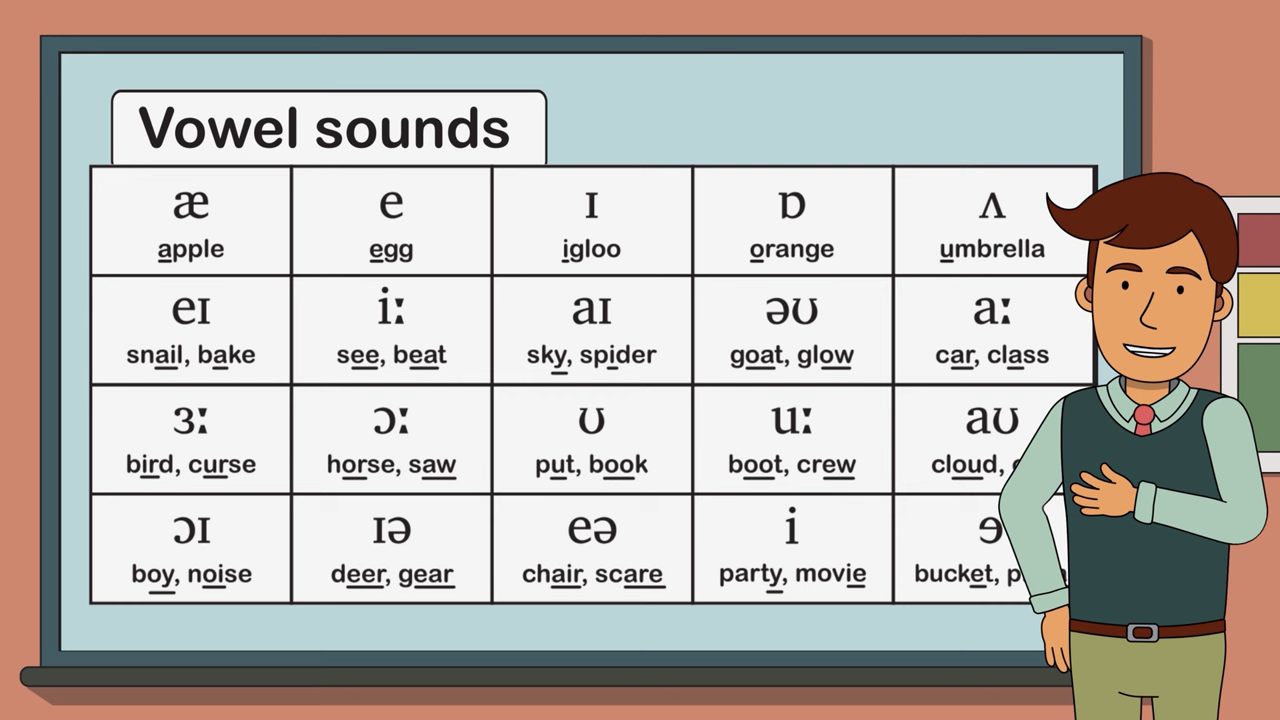 Vowel sounds
æ e ɪ ɒ ʌ
apple egg igloo orange umbrella
eɪ iː aɪ əʊ aː
snail, bake see, beat sky, spider goat, glow car, class
ɜː ɔː ʊ uː aʊ
bird, curse horse, saw put, book boot, crew cloud,
ɔɪ ɪə eə i
boy, noise deer, gear chair, scare party, movie bucket,